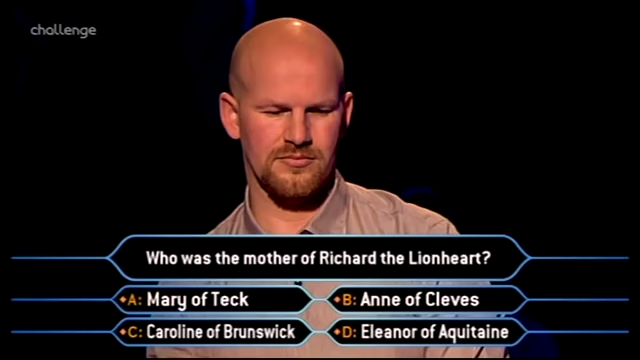 challenge
Who was the mother of Richard the Lionheart?
A: Mary of Teck
B: Anne of Cleves
C: Caroline of Brunswick
D: Eleanor of Aquitaine